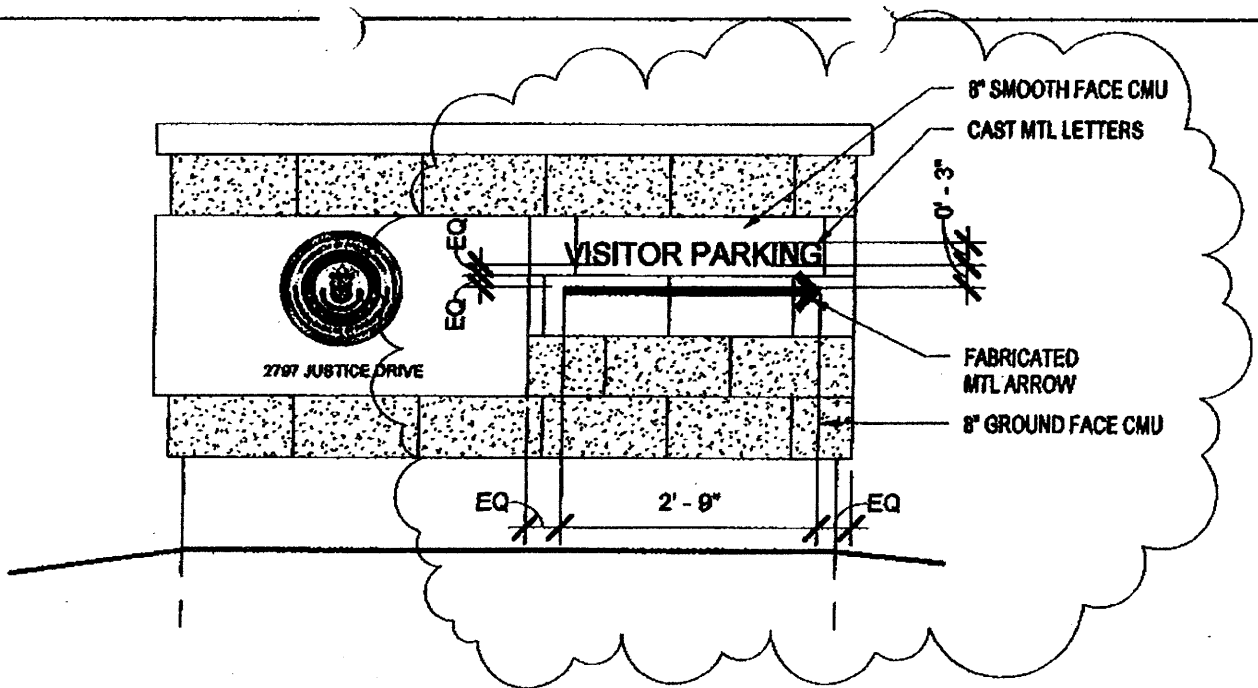 8" SMOOTH FACE CMU
CAST MTL LETTERS
0' - 3"
EQ
VISITOR PARKING
EQ
2797 JUSTICE DRIVE
FABRICATED
MTL ARROW
8" GROUND FACE CMU
EQ
2' - 9"
EQ